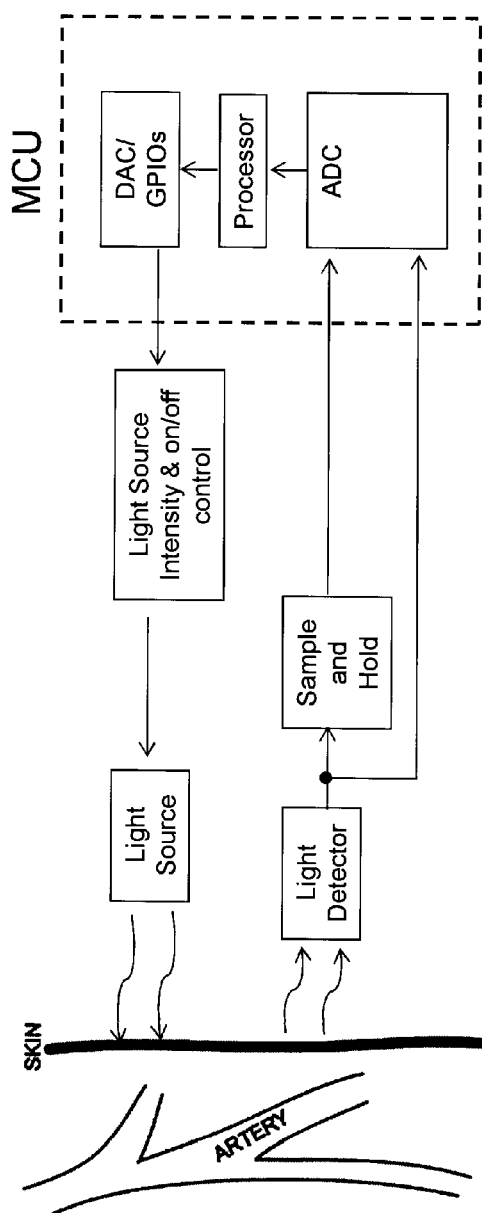 MCU
DAC/
GPIOs
Processor
ADC
Light Source
Intensity & on/off
control
Light
Source
Sample
and
Hold
Light
Detector
SKIN
ARTERY